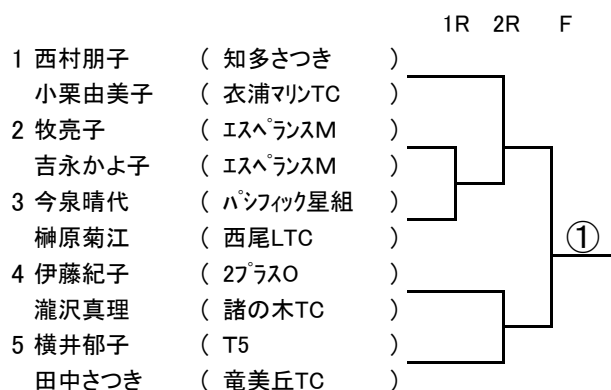 1R 2R F
1 西村朋子 ( 知多さつき )
小栗由美子 ( 衣浦マリンTC )
2 牧亮子 ( エスペランスM )
吉永かよ子 ( エスペランスM )
3 今泉晴代 ( パシフィック星組 )
榊原菊江 ( 西尾LTC )
①
4 伊藤紀子 ( 2プラスO )
瀧沢真理 ( 諸の木TC )
5 横井郁子 ( T5 )
田中さつき ( 竜美丘TC )